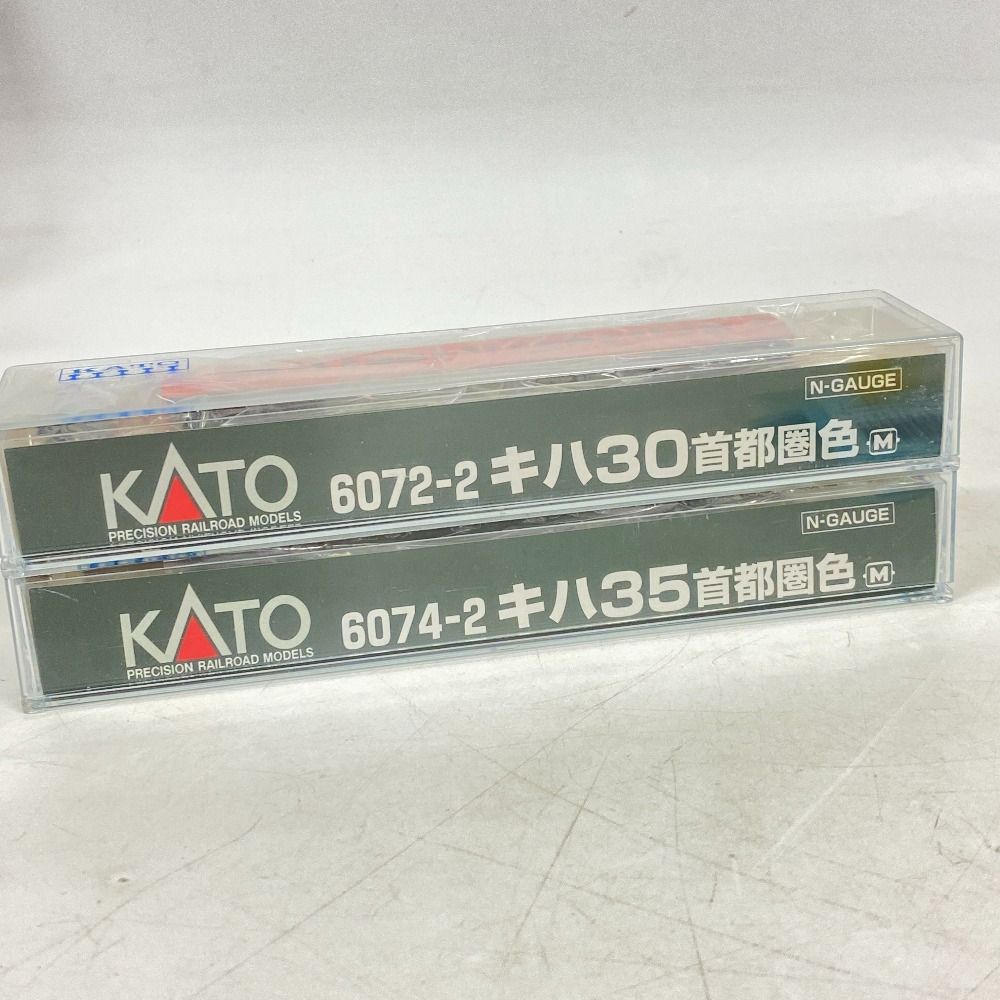 KATO
N-GAUGE
KATO
PRECISION RAILROAD MODELS
6072-2 キハ30首都圏色 M
N-GAUGE
KATO
PRECISION RAILROAD MODELS
6074-2 キハ35首都圏色 M